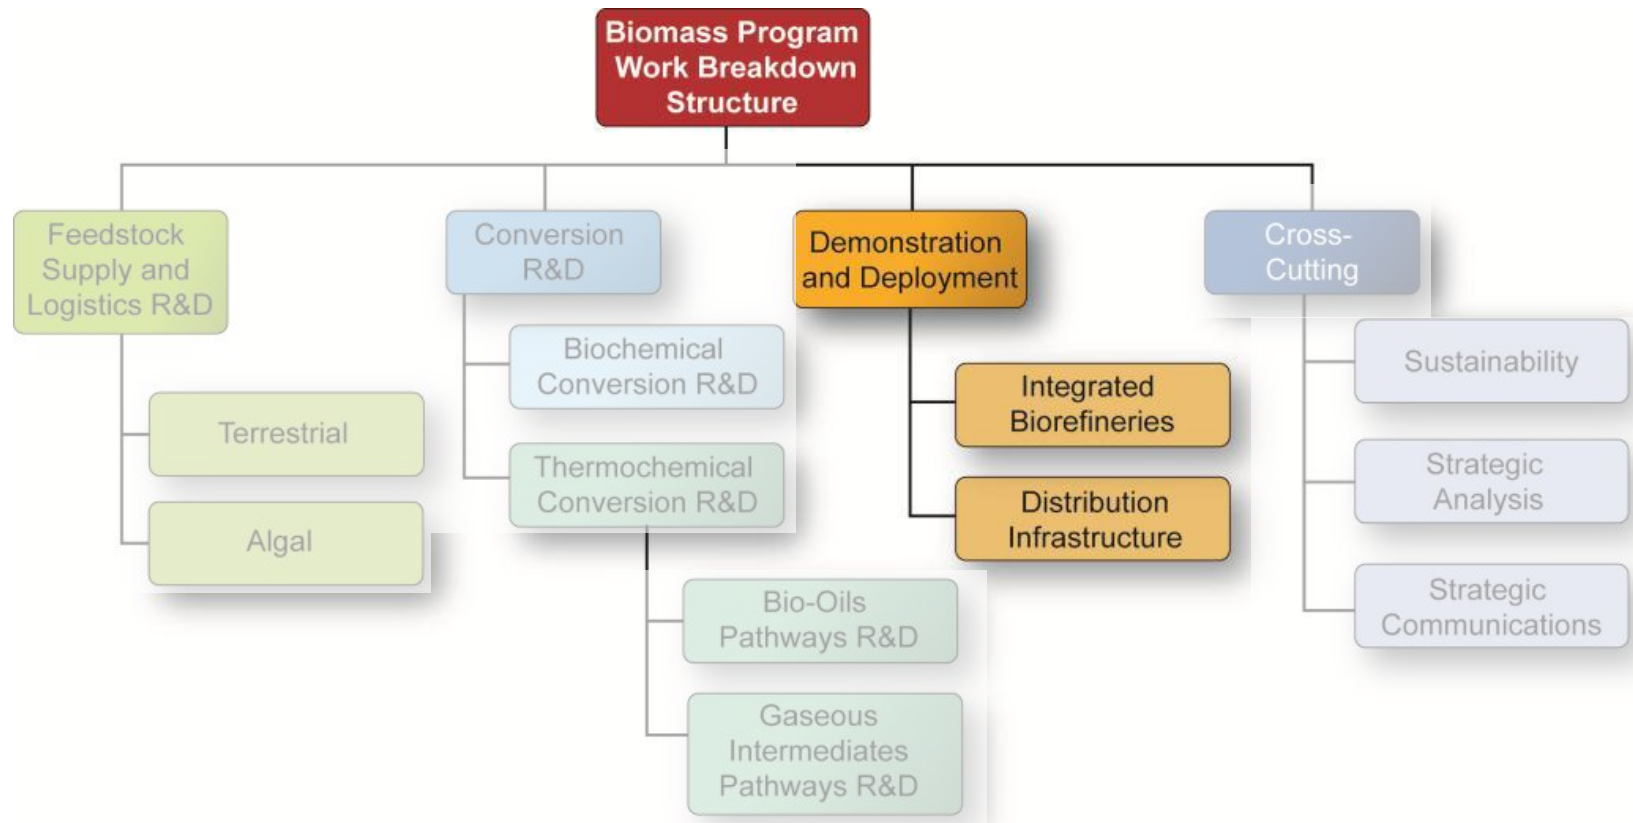 Biomass Program
Work Breakdown
Structure
Feedstock
Supply and
Logistics R&D
Conversion
R&D
Demonstration
and Deployment
Cross-
Cutting
Terrestrial
Algal
Biochemical
Conversion R&D
Thermochemical
Conversion R&D
Bio-Oils
Pathways R&D
Gaseous
Intermediates
Pathways R&D
Integrated
Biorefineries
Distribution
Infrastructure
Sustainability
Strategic
Analysis
Strategic
Communications